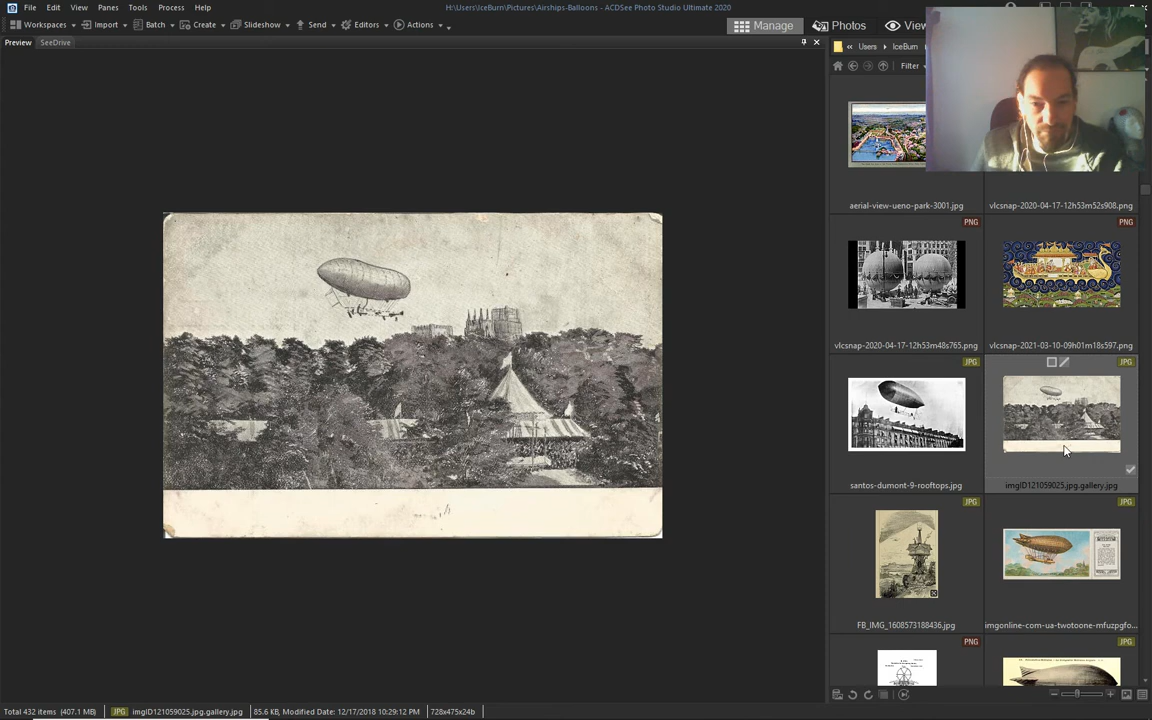 H:\Users\IceBurn\Pictures\Airships-Balloons - ACDSee Photo Studio Ultimate 2020
Workspaces Import Batch Create Slideshow Send Editors Actions
File Edit View Panes Tools Process Help
Manage Photos View
Preview SeeDrive
« Users IceBurn
Filter
aerial-view-ueno-park-3001.jpg
vlcsnap-2020-04-17-12h53m52s908.png
PNG
PNG
vlcsnap-2020-04-17-12h53m48s765.png
vlcsnap-2021-03-10-09h01m18s597.png
JPG
JPG
santos-dumont-9-rooftops.jpg
imgID121059025.jpg.gallery.jpg
JPG
JPG
FB_IMG_1608573188436.jpg
imgonline-com-ua-twotoone-mfuzpgfo...
PNG
JPG
Total 432 items (407.1 MB) JPG imgID121059025.jpg.gallery.jpg 85.6 KB, Modified Date: 12/17/2018 10:29:12 PM 728x475x24b